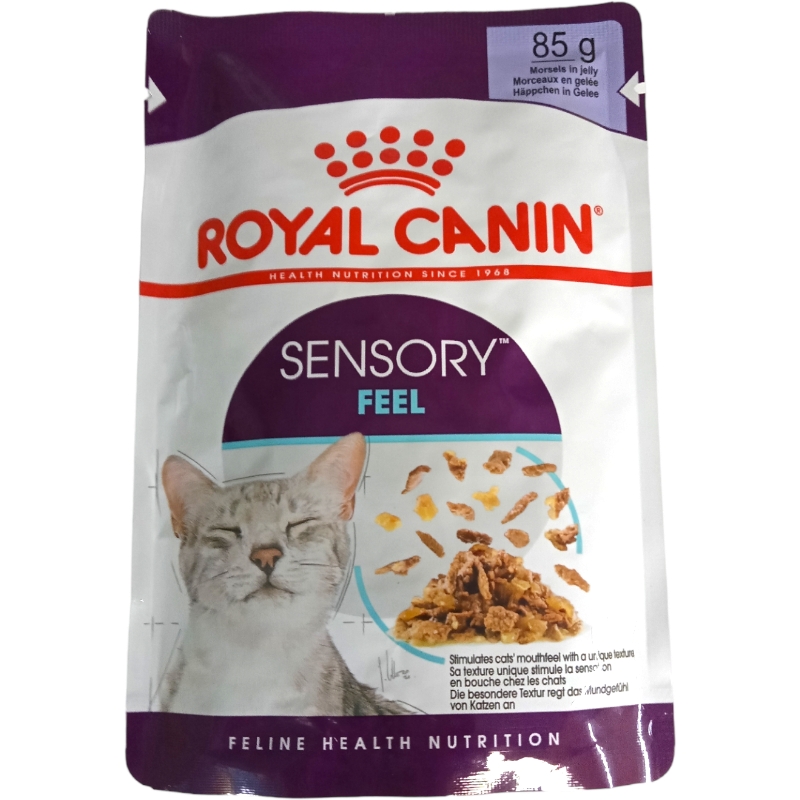 85 g
Morsels in jelly
Morceaux en gelée
Häppchen in Gelee
ROYAL CANIN®
HEALTH NUTRITION SINCE 1968
SENSORY™
FEEL
Stimulates cats' mouthfeel with a unique texture
Sa texture unique stimule la sensation
en bouche chez les chats
Die besondere Textur regt das Mundgefühl
von Katzen an
FELINE HEALTH NUTRITION